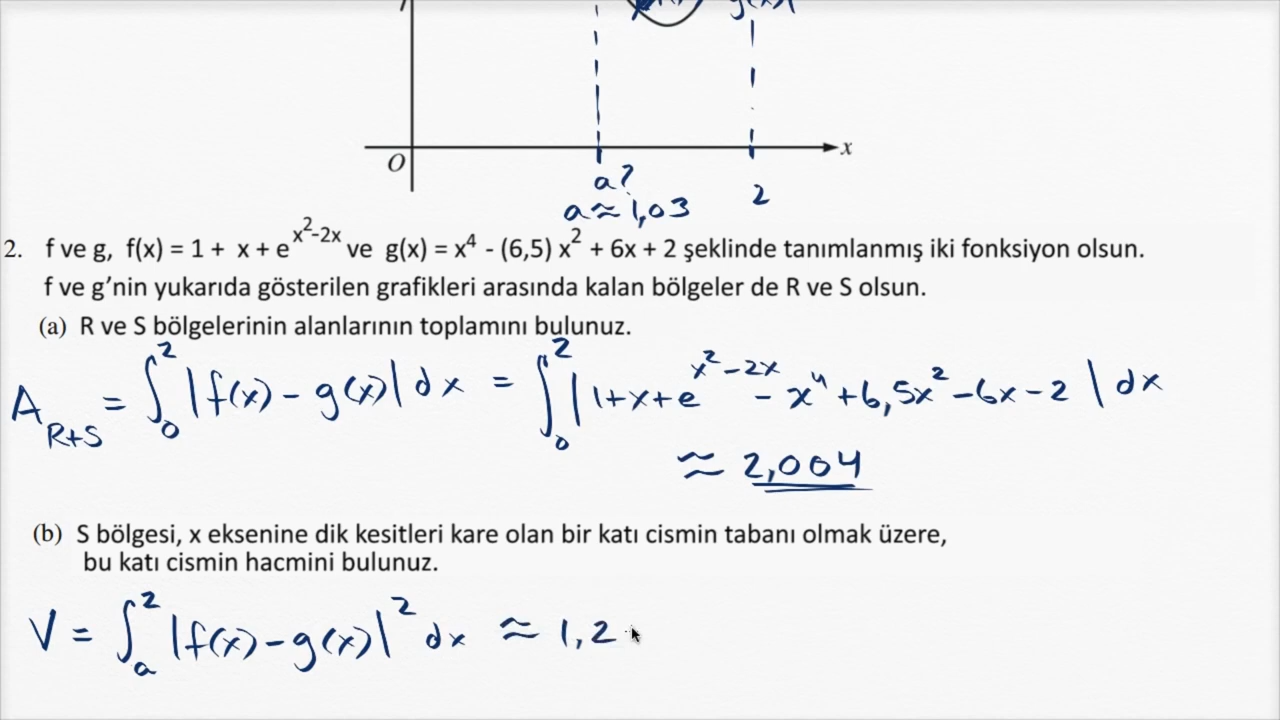 g(x)
O
x
a?
a≈1,03
2
2. f ve g, f(x) = 1 + x + e^{x²-2x} ve g(x) = x⁴ - (6,5) x² + 6x + 2 şeklinde tanımlanmış iki fonksiyon olsun.
f ve g’nin yukarıda gösterilen grafikleri arasında kalan bölgeler de R ve S olsun.
(a) R ve S bölgelerinin alanlarının toplamını bulunuz.
A_{R+S} = ∫₀² |f(x) - g(x)| dx = ∫₀² |1+x+e^{x²-2x} - x⁴ +6,5x² -6x -2 | dx
≈ 2,004
(b) S bölgesi, x eksenine dik kesitleri kare olan bir katı cismin tabanı olmak üzere,
bu katı cismin hacmini bulunuz.
V = ∫ₐ² |f(x) - g(x)|² dx ≈ 1,2